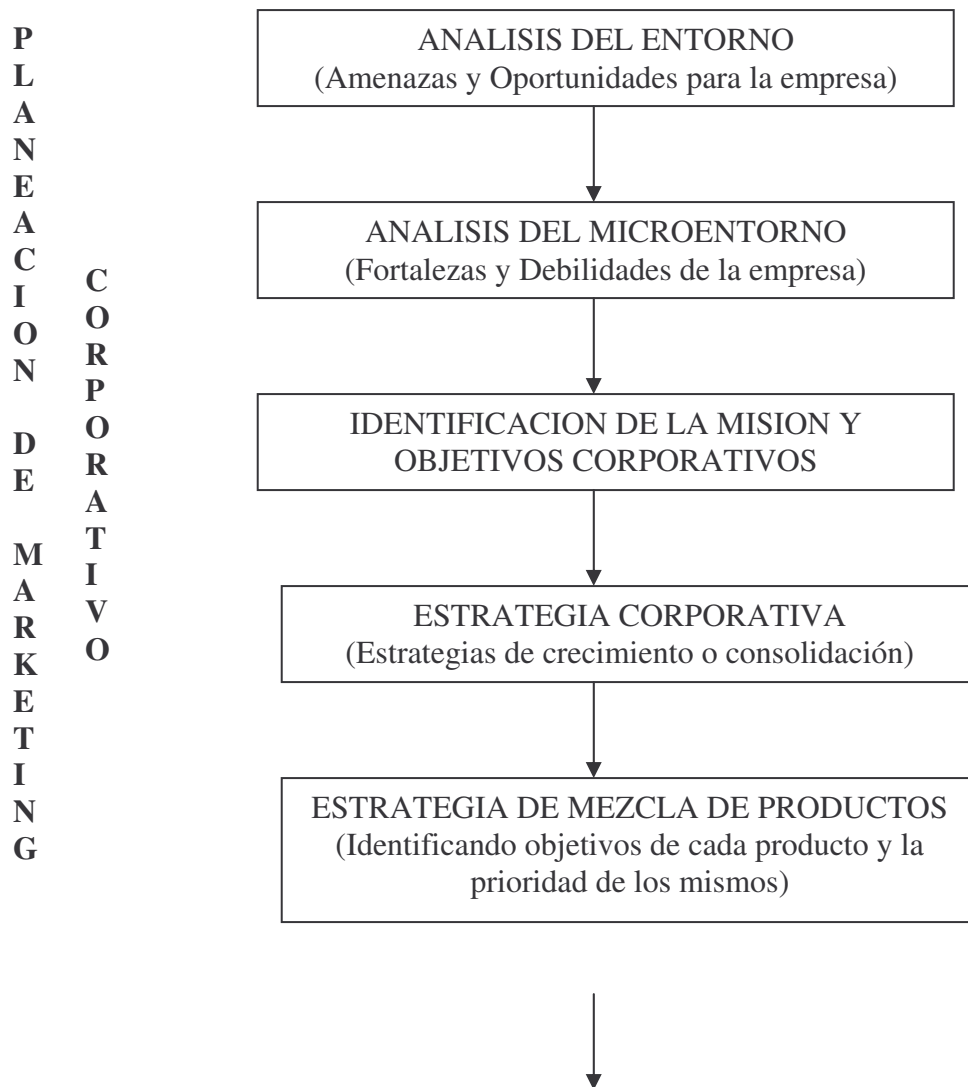 PLANEACION DE MARKETING
CORPORATIVO
ANALISIS DEL ENTORNO
(Amenazas y Oportunidades para la empresa)
ANALISIS DEL MICROENTORNO
(Fortalezas y Debilidades de la empresa)
IDENTIFICACION DE LA MISION Y
OBJETIVOS CORPORATIVOS
ESTRATEGIA CORPORATIVA
(Estrategias de crecimiento o consolidación)
ESTRATEGIA DE MEZCLA DE PRODUCTOS
(Identificando objetivos de cada producto y la
prioridad de los mismos)